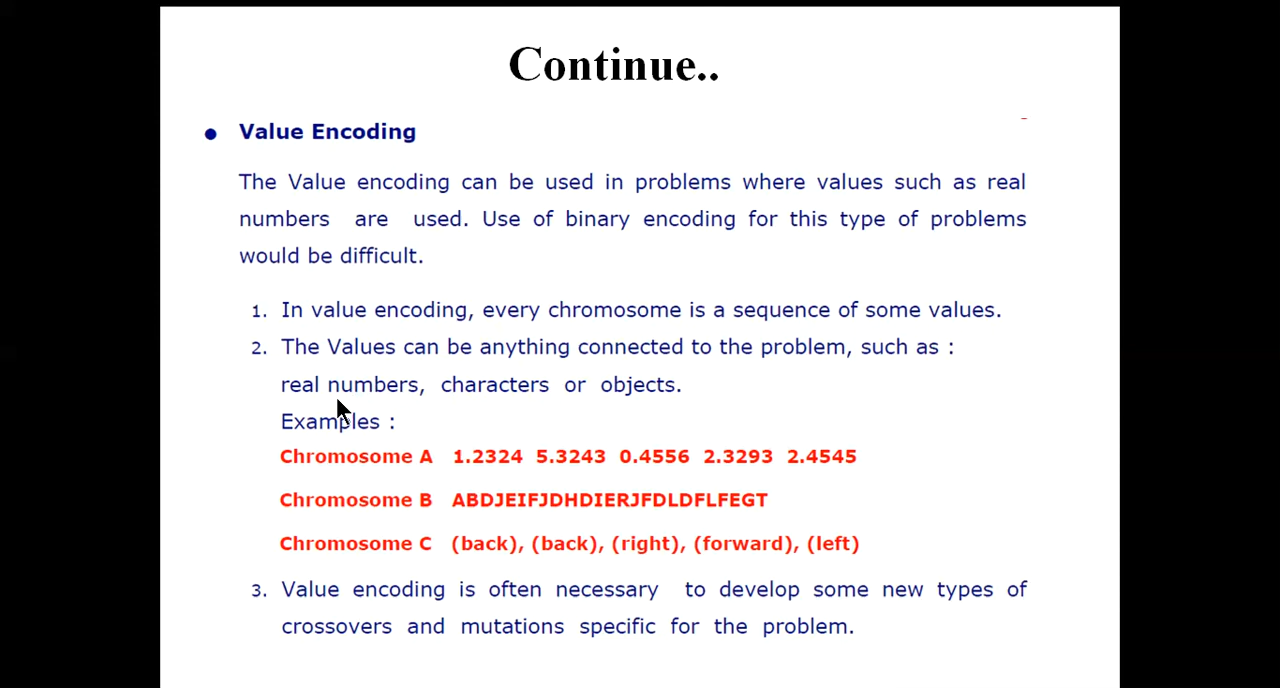 Continue..
● Value Encoding
The Value encoding can be used in problems where values such as real
numbers are used. Use of binary encoding for this type of problems
would be difficult.
1. In value encoding, every chromosome is a sequence of some values.
2. The Values can be anything connected to the problem, such as :
real numbers, characters or objects.
Examples :
Chromosome A 1.2324 5.3243 0.4556 2.3293 2.4545
Chromosome B ABDJEIFJDHDIERJFDLDFLFEGT
Chromosome C (back), (back), (right), (forward), (left)
3. Value encoding is often necessary to develop some new types of
crossovers and mutations specific for the problem.